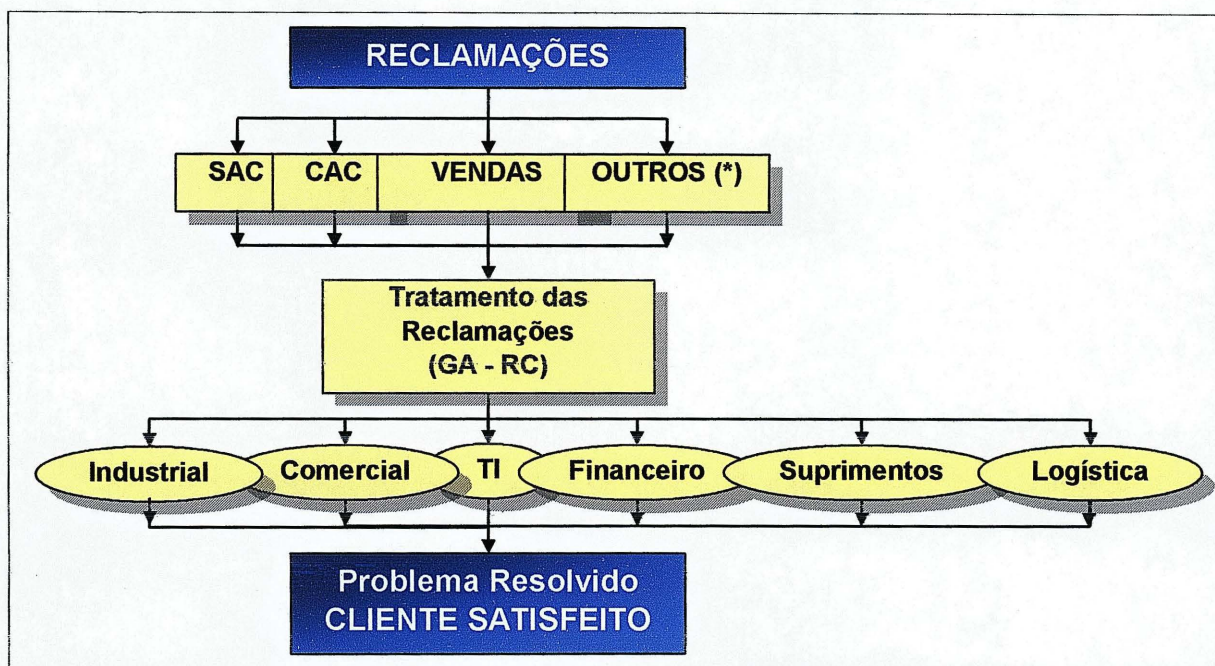 RECLAMAÇÕES
SAC CAC VENDAS OUTROS (*)
Tratamento das
Reclamações
(GA - RC)
Industrial Comercial TI Financeiro Suprimentos Logística
Problema Resolvido
CLIENTE SATISFEITO